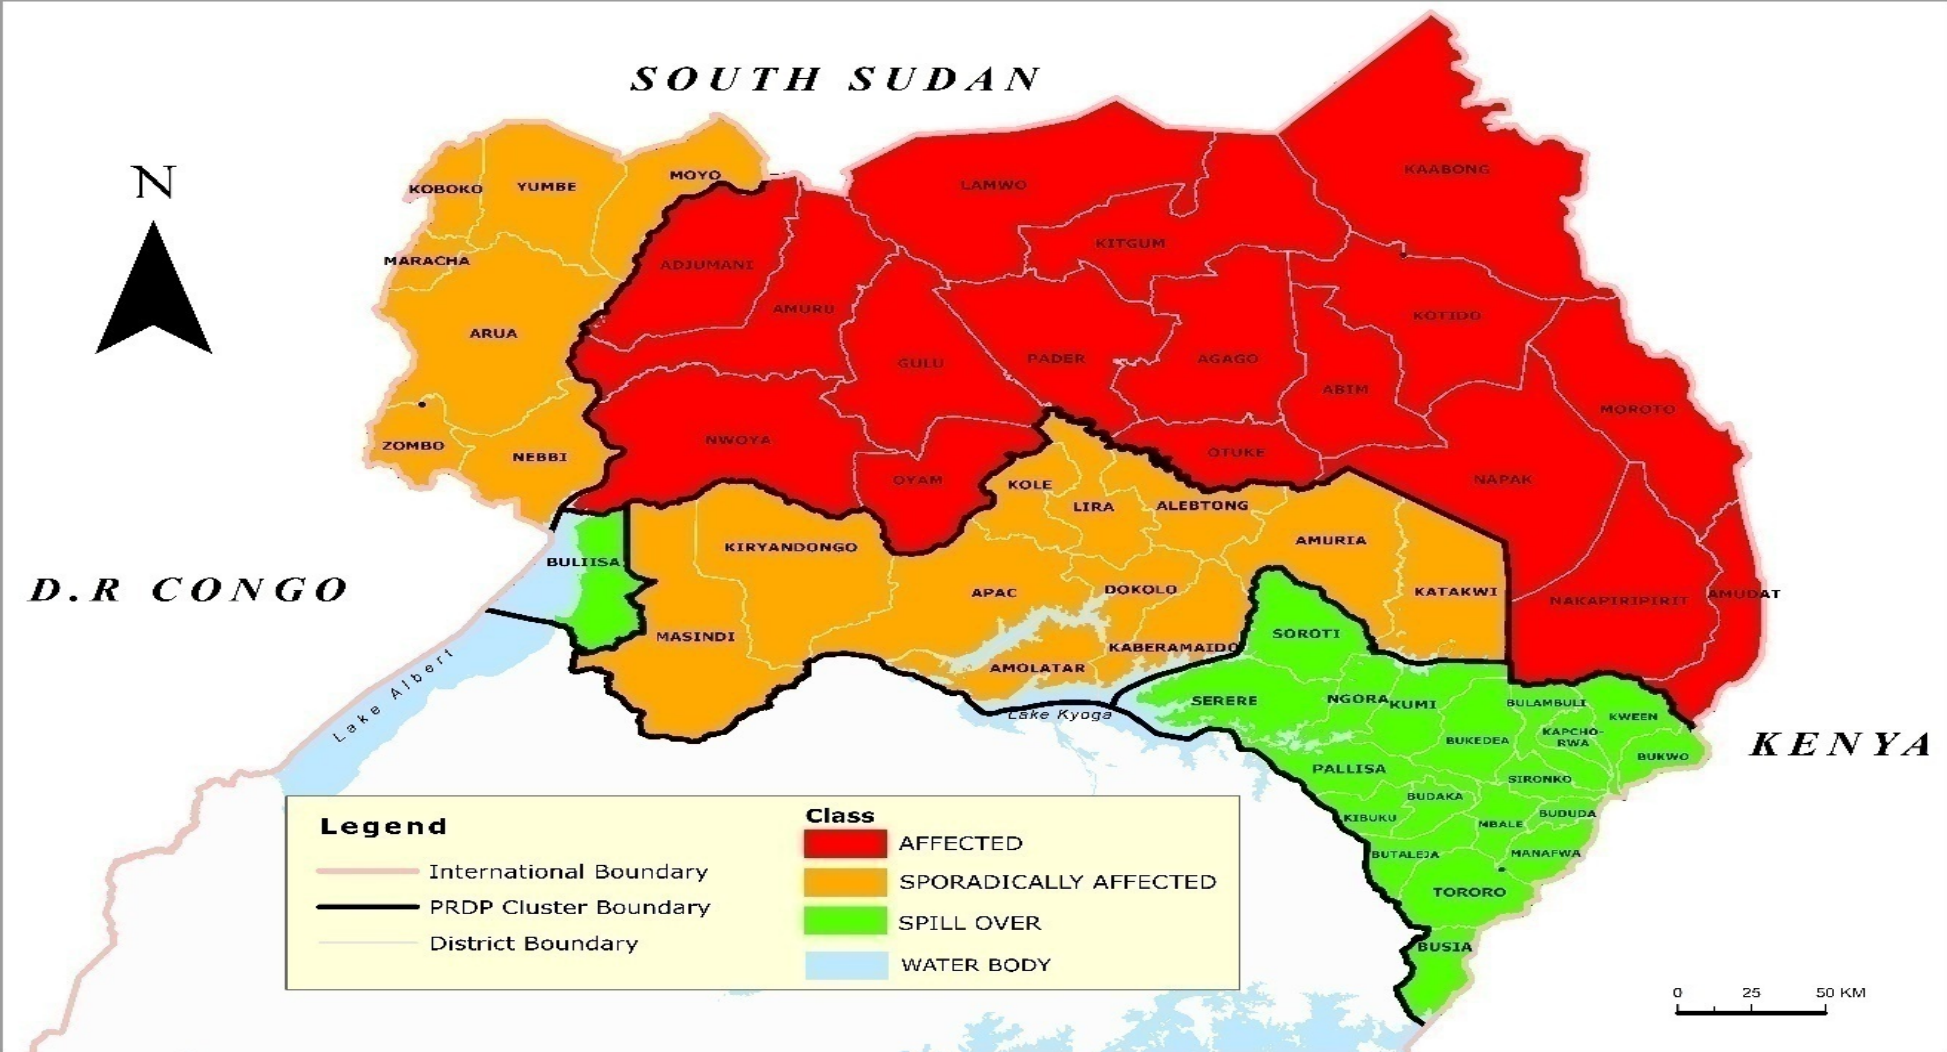 SOUTH SUDAN
N
KAABONG
MOYO
KOBOKO
YUMBE
LAMWO
KITGUM
MARACHA
ADJUMANI
AMURU
KOTIDO
ARUA
GULU
PADER
AGAGO
ABIM
MOROTO
ZOMBO
NEBBI
NWOYA
OTUKE
OYAM
KOLE
NAPAK
LIRA
ALEBTONG
KIRYANDONGO
AMURIA
BULIISA
D.R CONGO
APAC
DOKOLO
KATAKWI
NAKAPIRIPIRIT
AMUDAT
MASINDI
SOROTI
KABERAMAIDO
AMOLATAR
Lake Albert
SERERE
NGORA
KUMI
BULAMBULI
KWEEN
Lake Kyoga
KAPCHO-
RWA
BUKEDEA
BUKWO
KENYA
PALLISA
SIRONKO
BUDAKA
KIBUKU
MBALE
BUDUDA
BUTALEJA
MANAFWA
TORORO
BUSIA
Legend
International Boundary
PRDP Cluster Boundary
District Boundary
Class
AFFECTED
SPORADICALLY AFFECTED
SPILL OVER
WATER BODY
0 25 50 KM